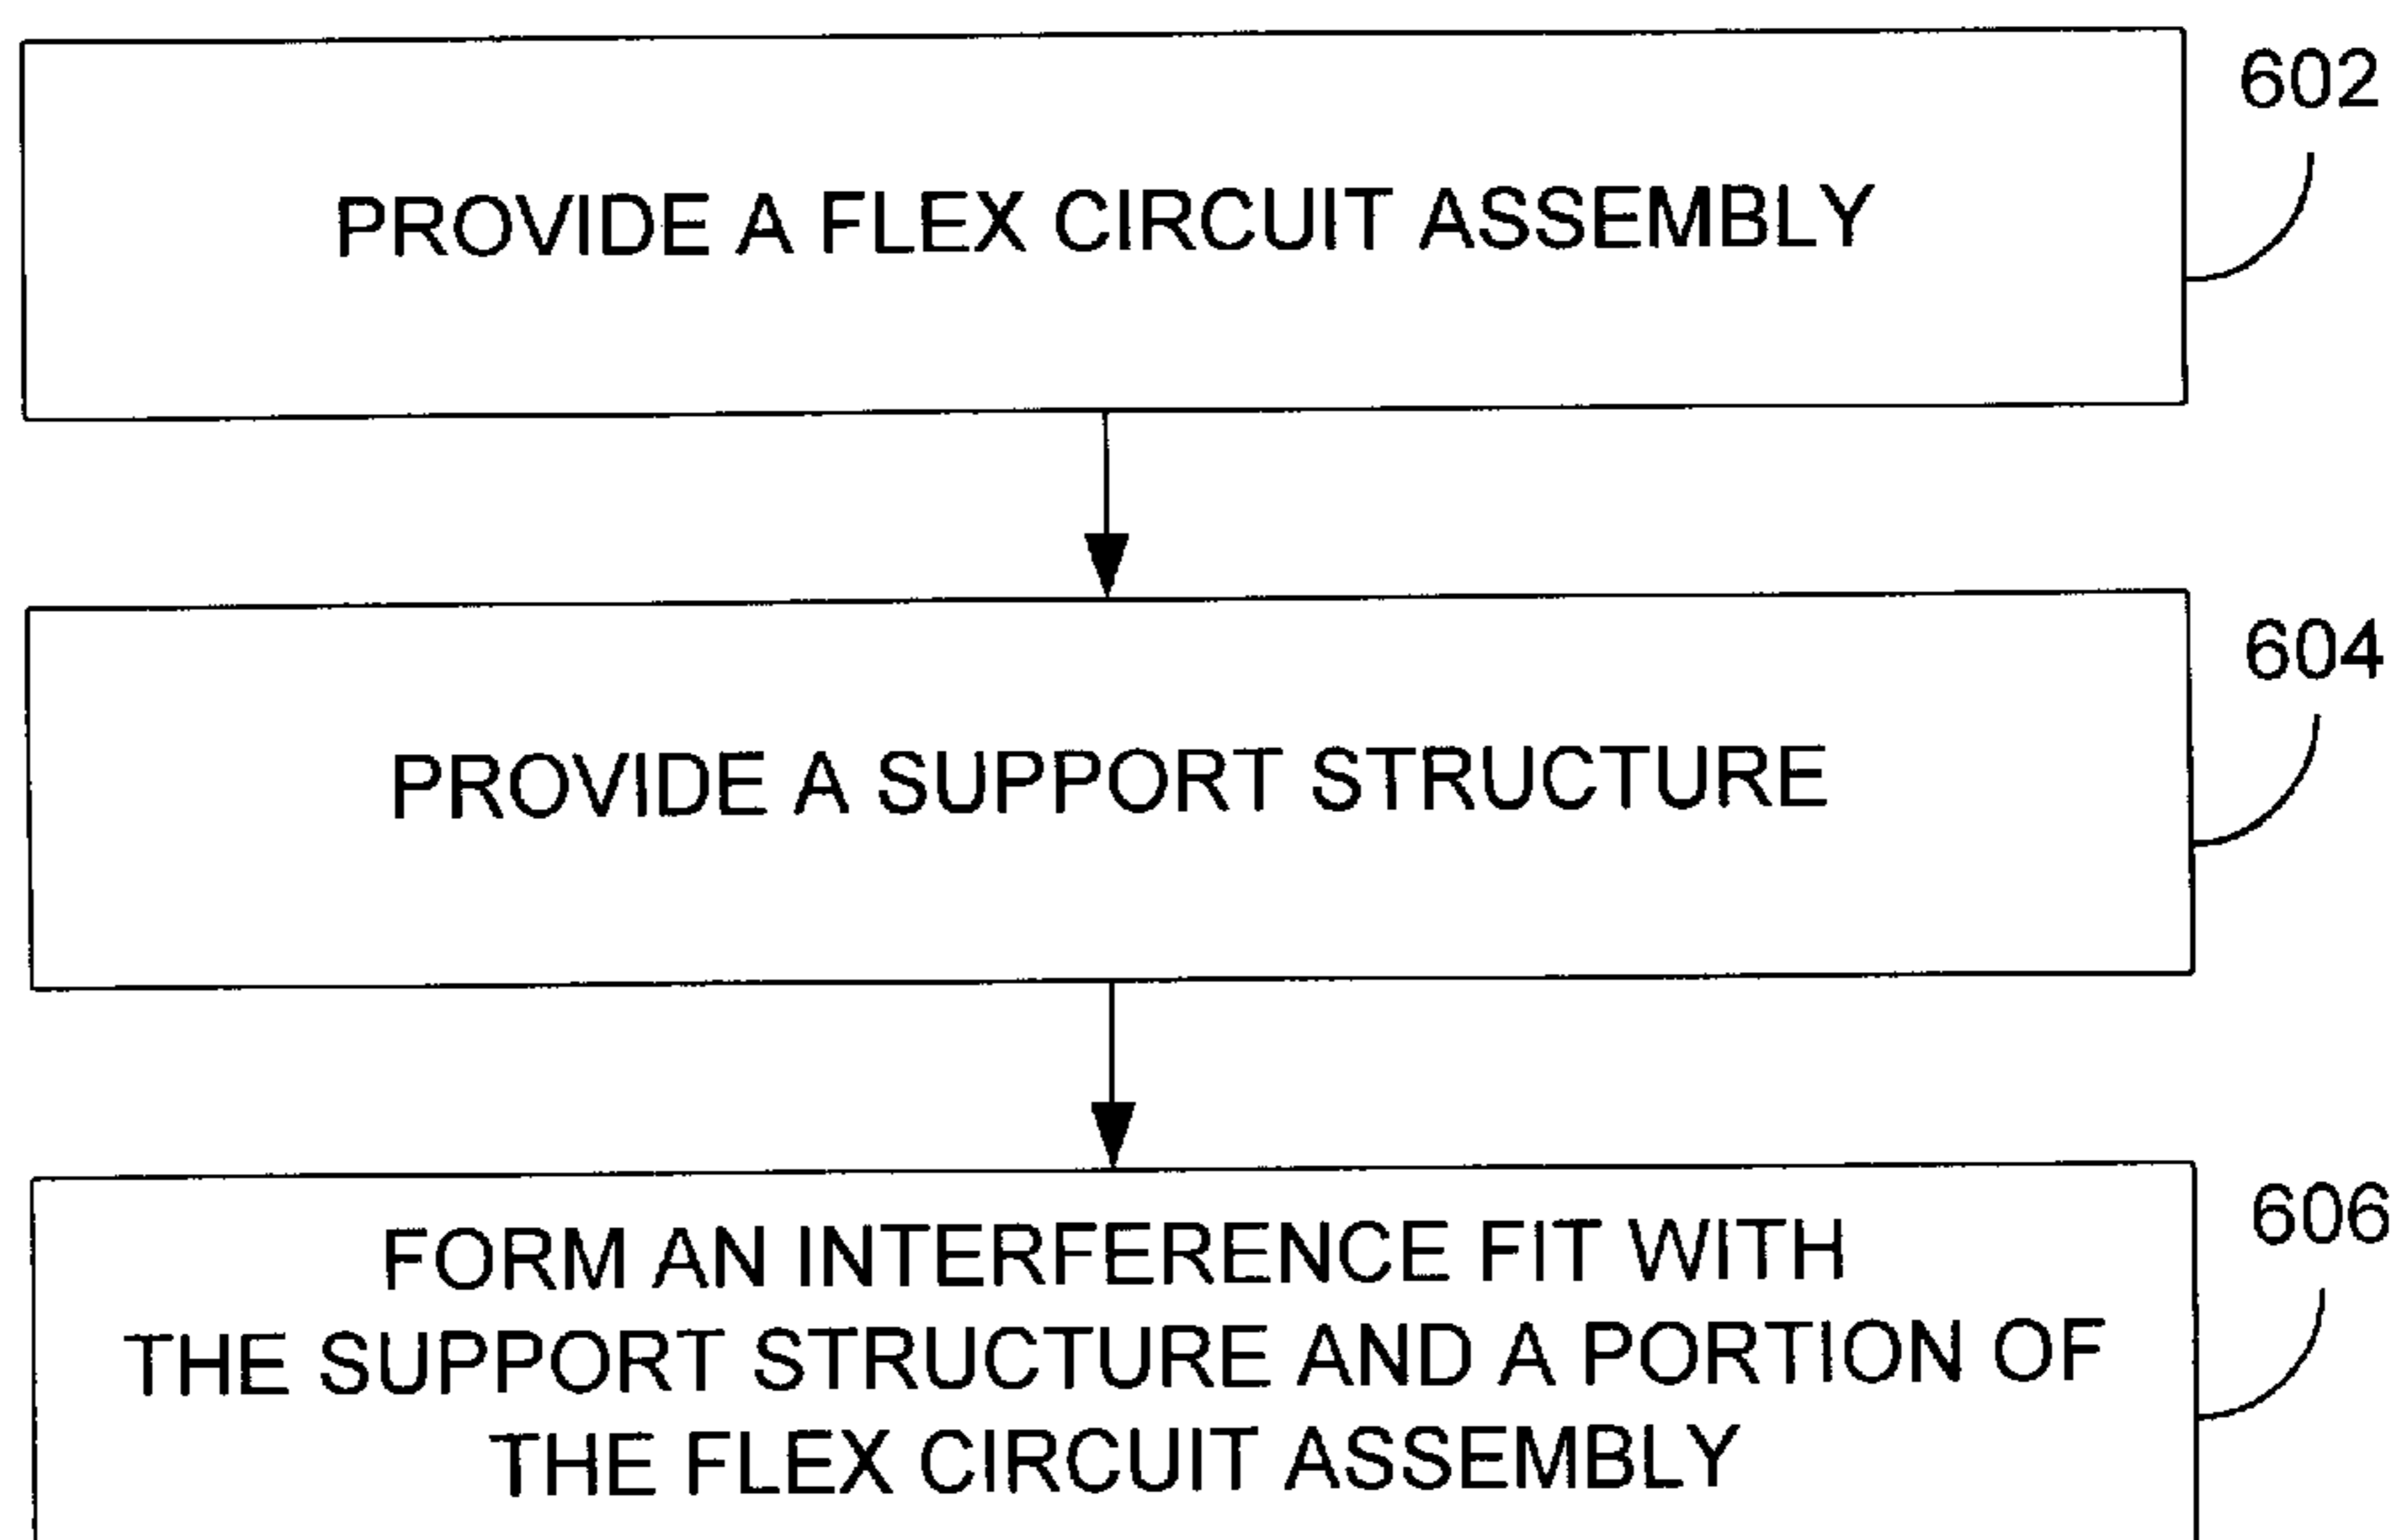 602
PROVIDE A FLEX CIRCUIT ASSEMBLY
604
PROVIDE A SUPPORT STRUCTURE
606
FORM AN INTERFERENCE FIT WITH
THE SUPPORT STRUCTURE AND A PORTION OF
THE FLEX CIRCUIT ASSEMBLY